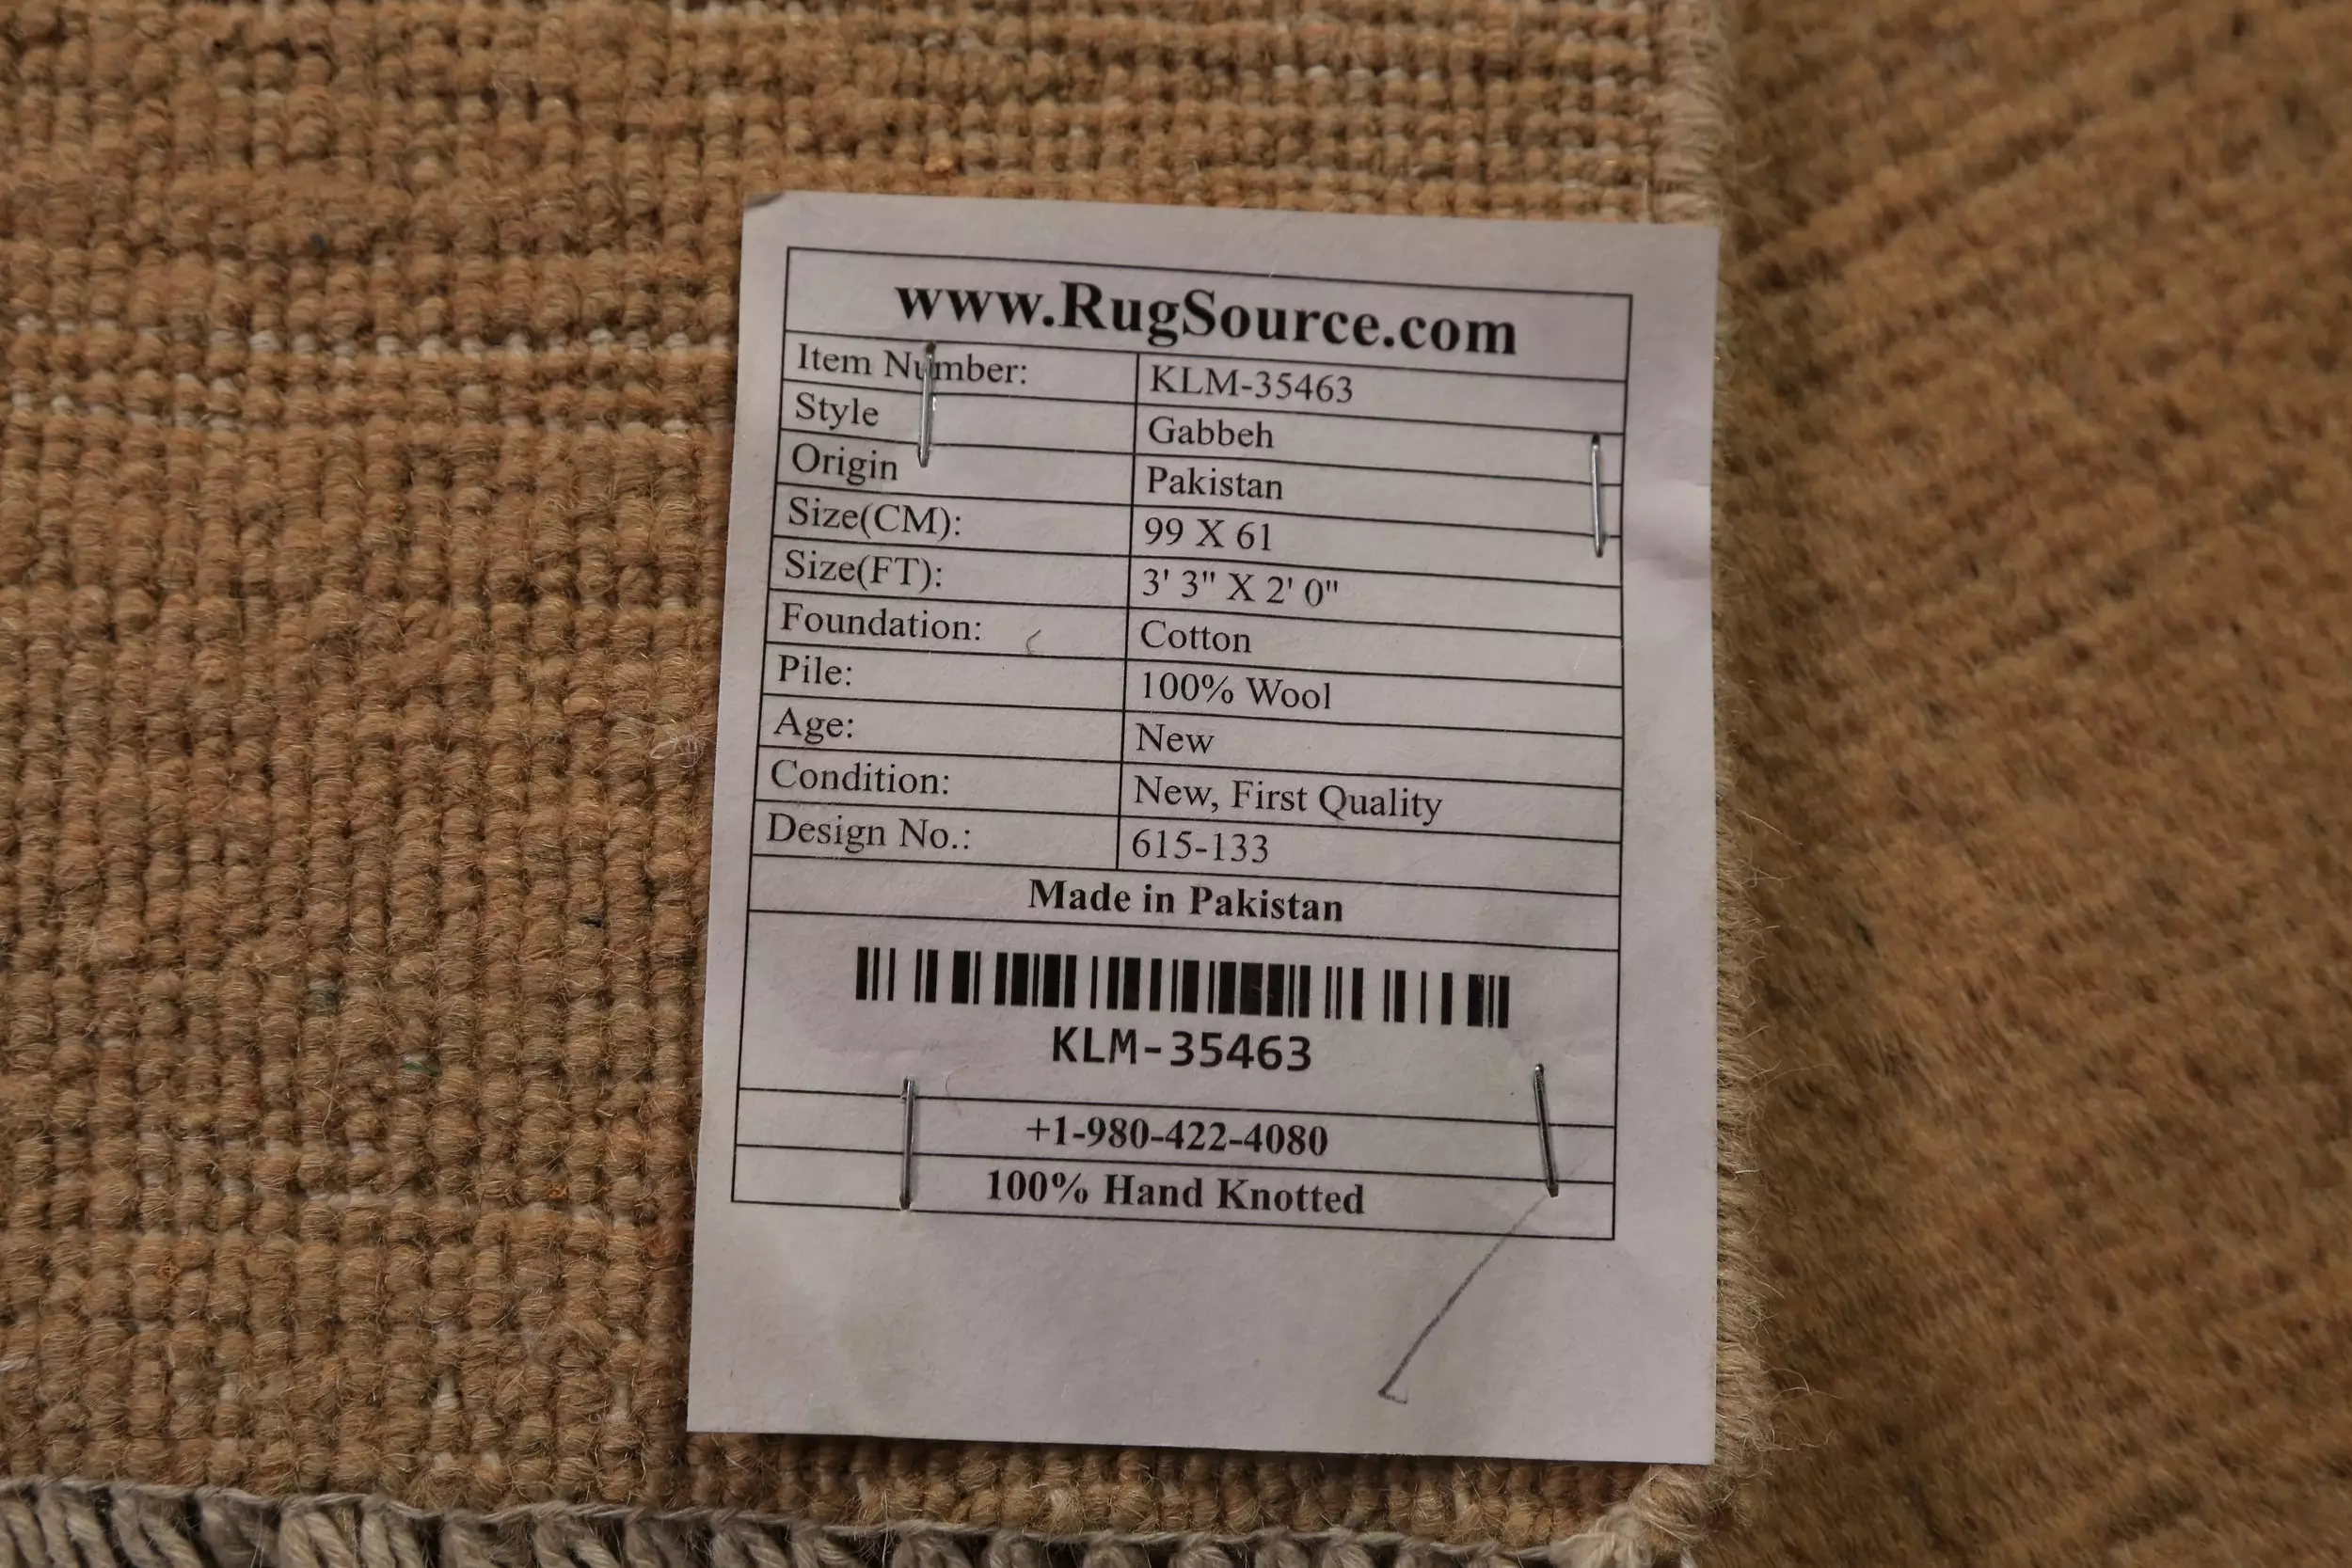 www.RugSource.com
Item Number: KLM-35463
Style Gabbeh
Origin Pakistan
Size(CM): 99 X 61
Size(FT): 3' 3" X 2' 0"
Foundation: Cotton
Pile: 100% Wool
Age: New
Condition: New, First Quality
Design No.: 615-133
Made in Pakistan
KLM-35463
+1-980-422-4080
100% Hand Knotted